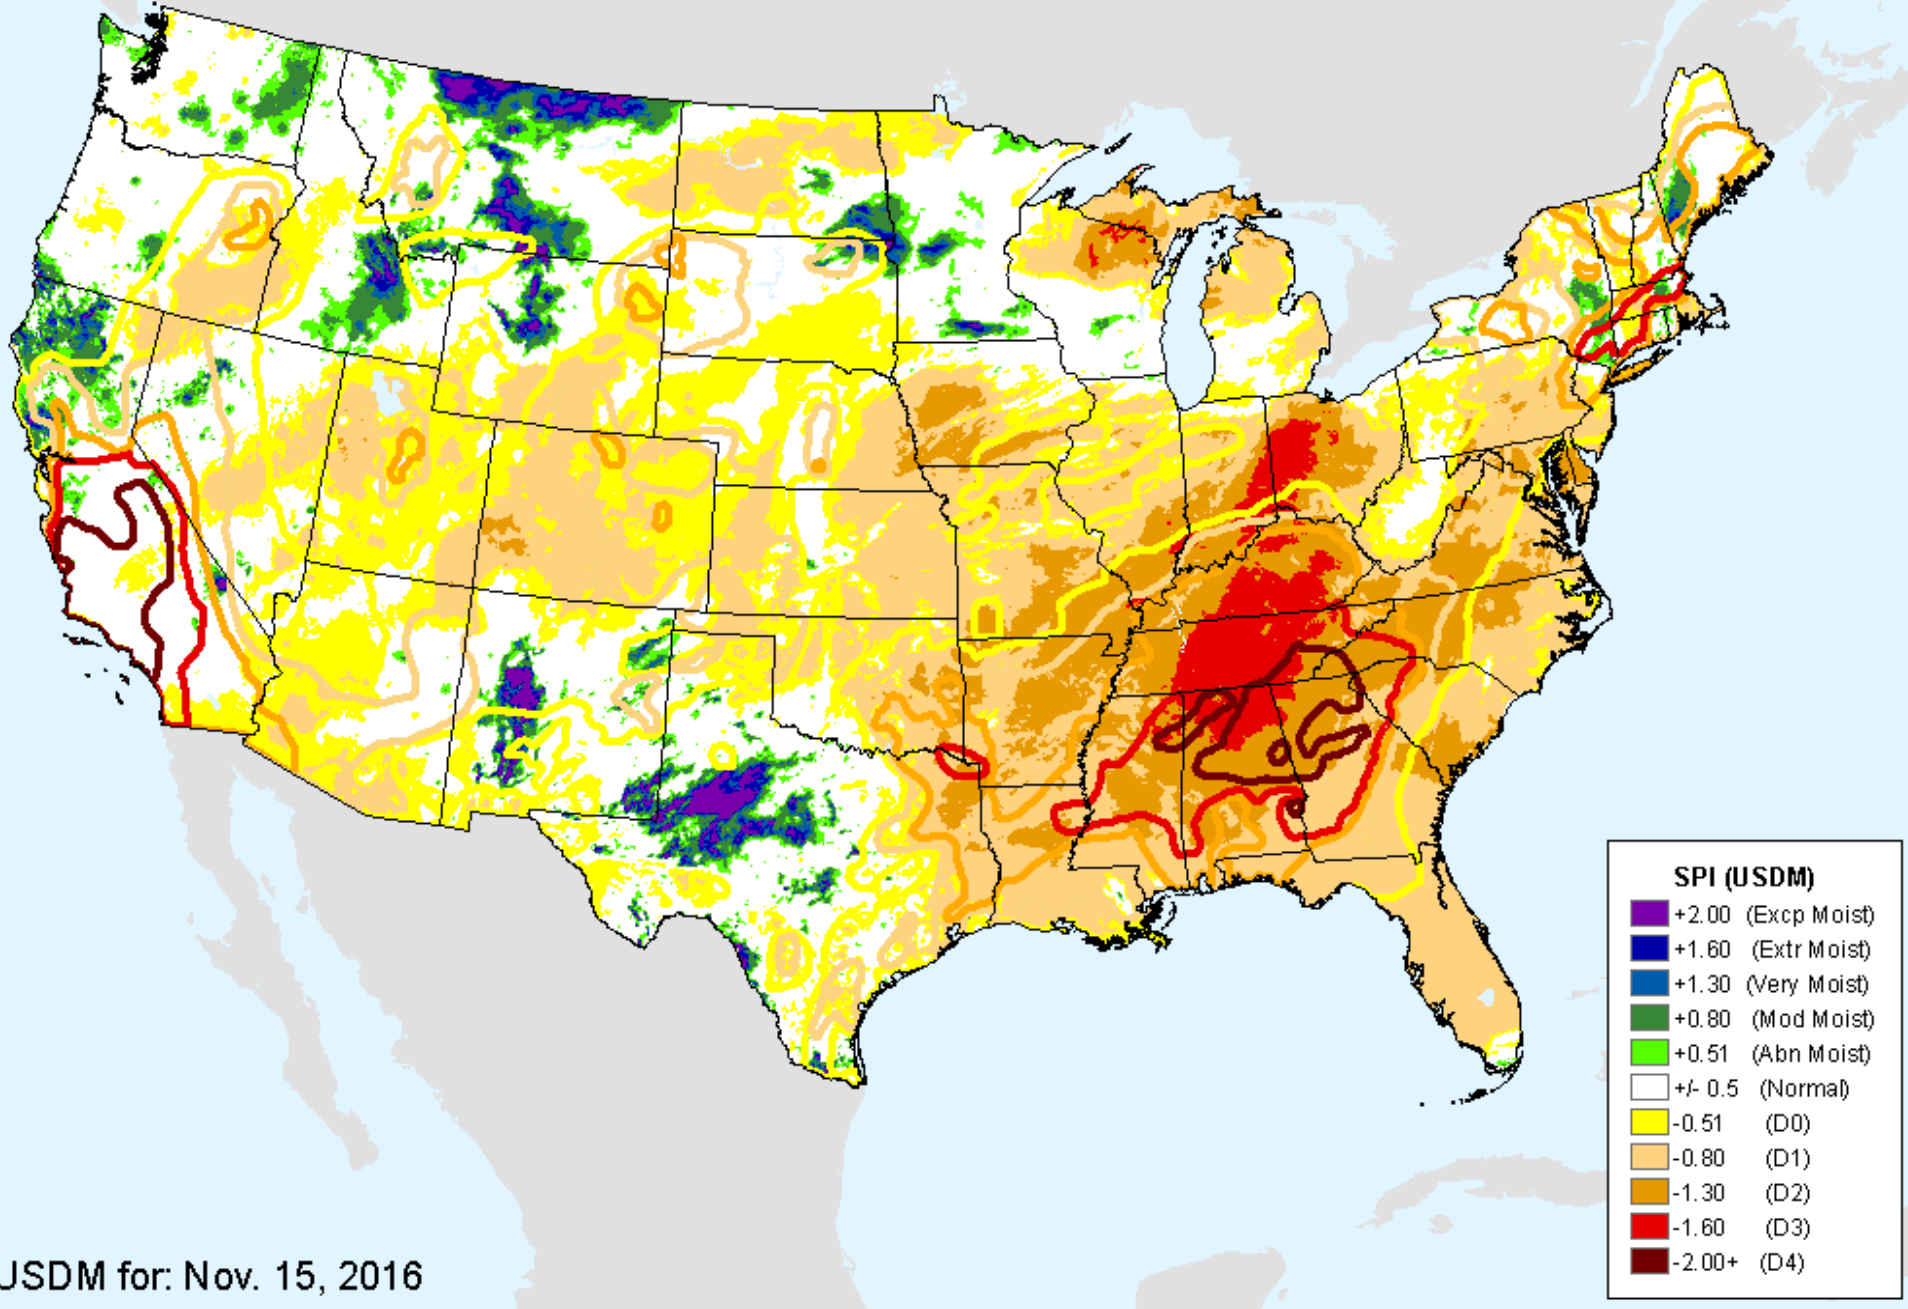 SPI (USDM)
+2.00 (Excp Moist)
+1.60 (Extr Moist)
+1.30 (Very Moist)
+0.80 (Mod Moist)
+0.51 (Abn Moist)
+/- 0.5 (Normal)
-0.51 (D0)
-0.80 (D1)
-1.30 (D2)
-1.60 (D3)
-2.00+ (D4)
USDM for: Nov. 15, 2016